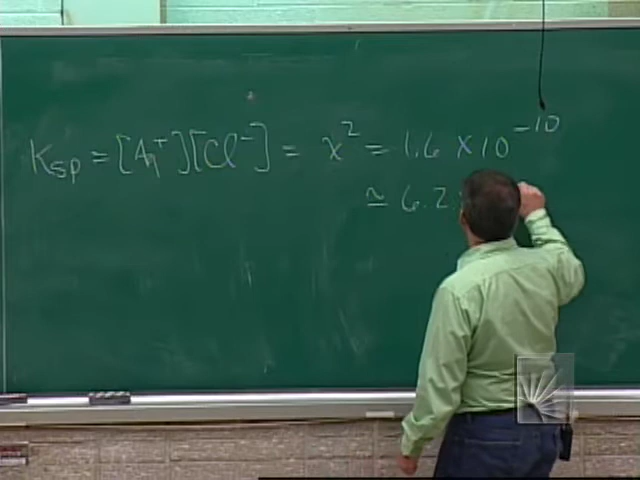 Ksp = [Ag⁺][Cl⁻] = x² = 1.6 × 10⁻¹⁰
≃ 6.2